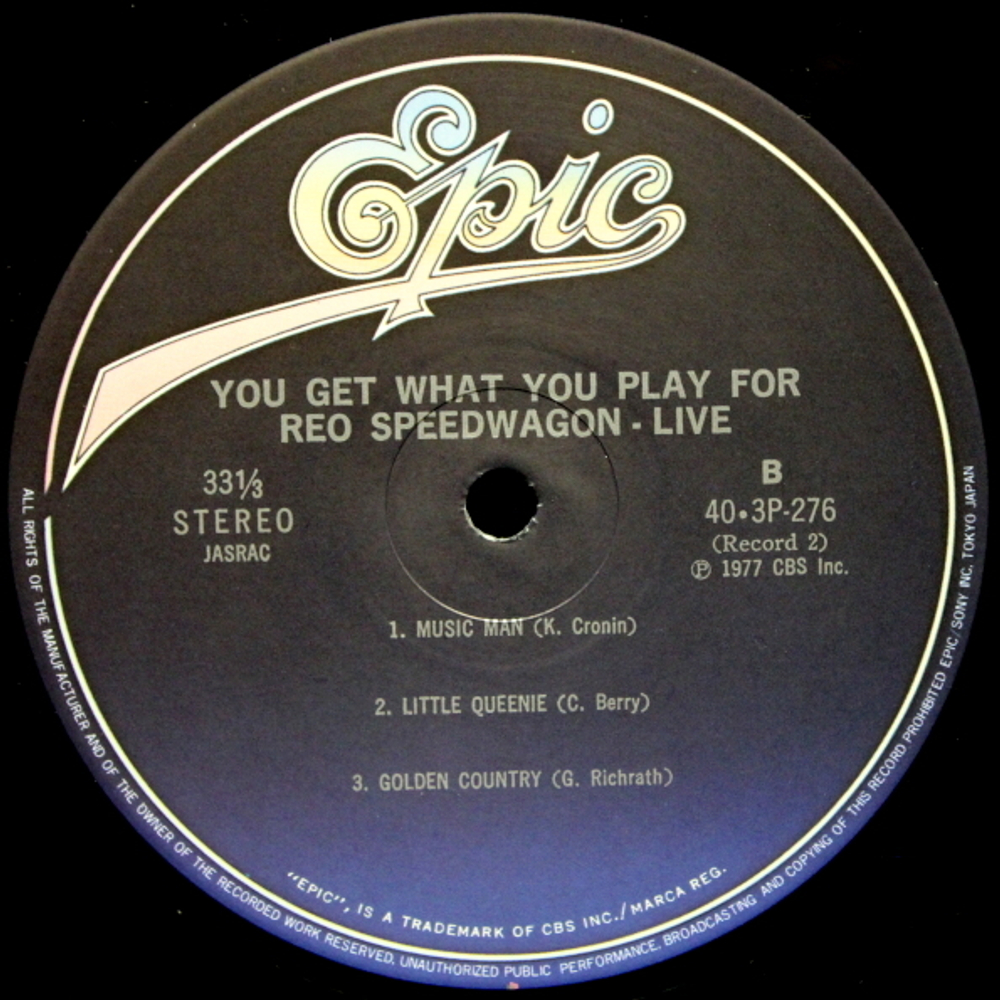 Epic
YOU GET WHAT YOU PLAY FOR
REO SPEEDWAGON - LIVE
33⅓
STEREO
JASRAC
B
40•3P-276
(Record 2)
Ⓟ 1977 CBS Inc.
1. MUSIC MAN (K. Cronin)
2. LITTLE QUEENIE (C. Berry)
3. GOLDEN COUNTRY (G. Richrath)
"EPIC", IS A TRADEMARK OF CBS INC./MARCA REG.
ALL RIGHTS OF THE MANUFACTURER AND OF THE OWNER OF THE RECORDED WORK RESERVED. UNAUTHORIZED PUBLIC PERFORMANCE, BROADCASTING AND COPYING OF THIS RECORD PROHIBITED EPIC/SONY INC. TOKYO JAPAN